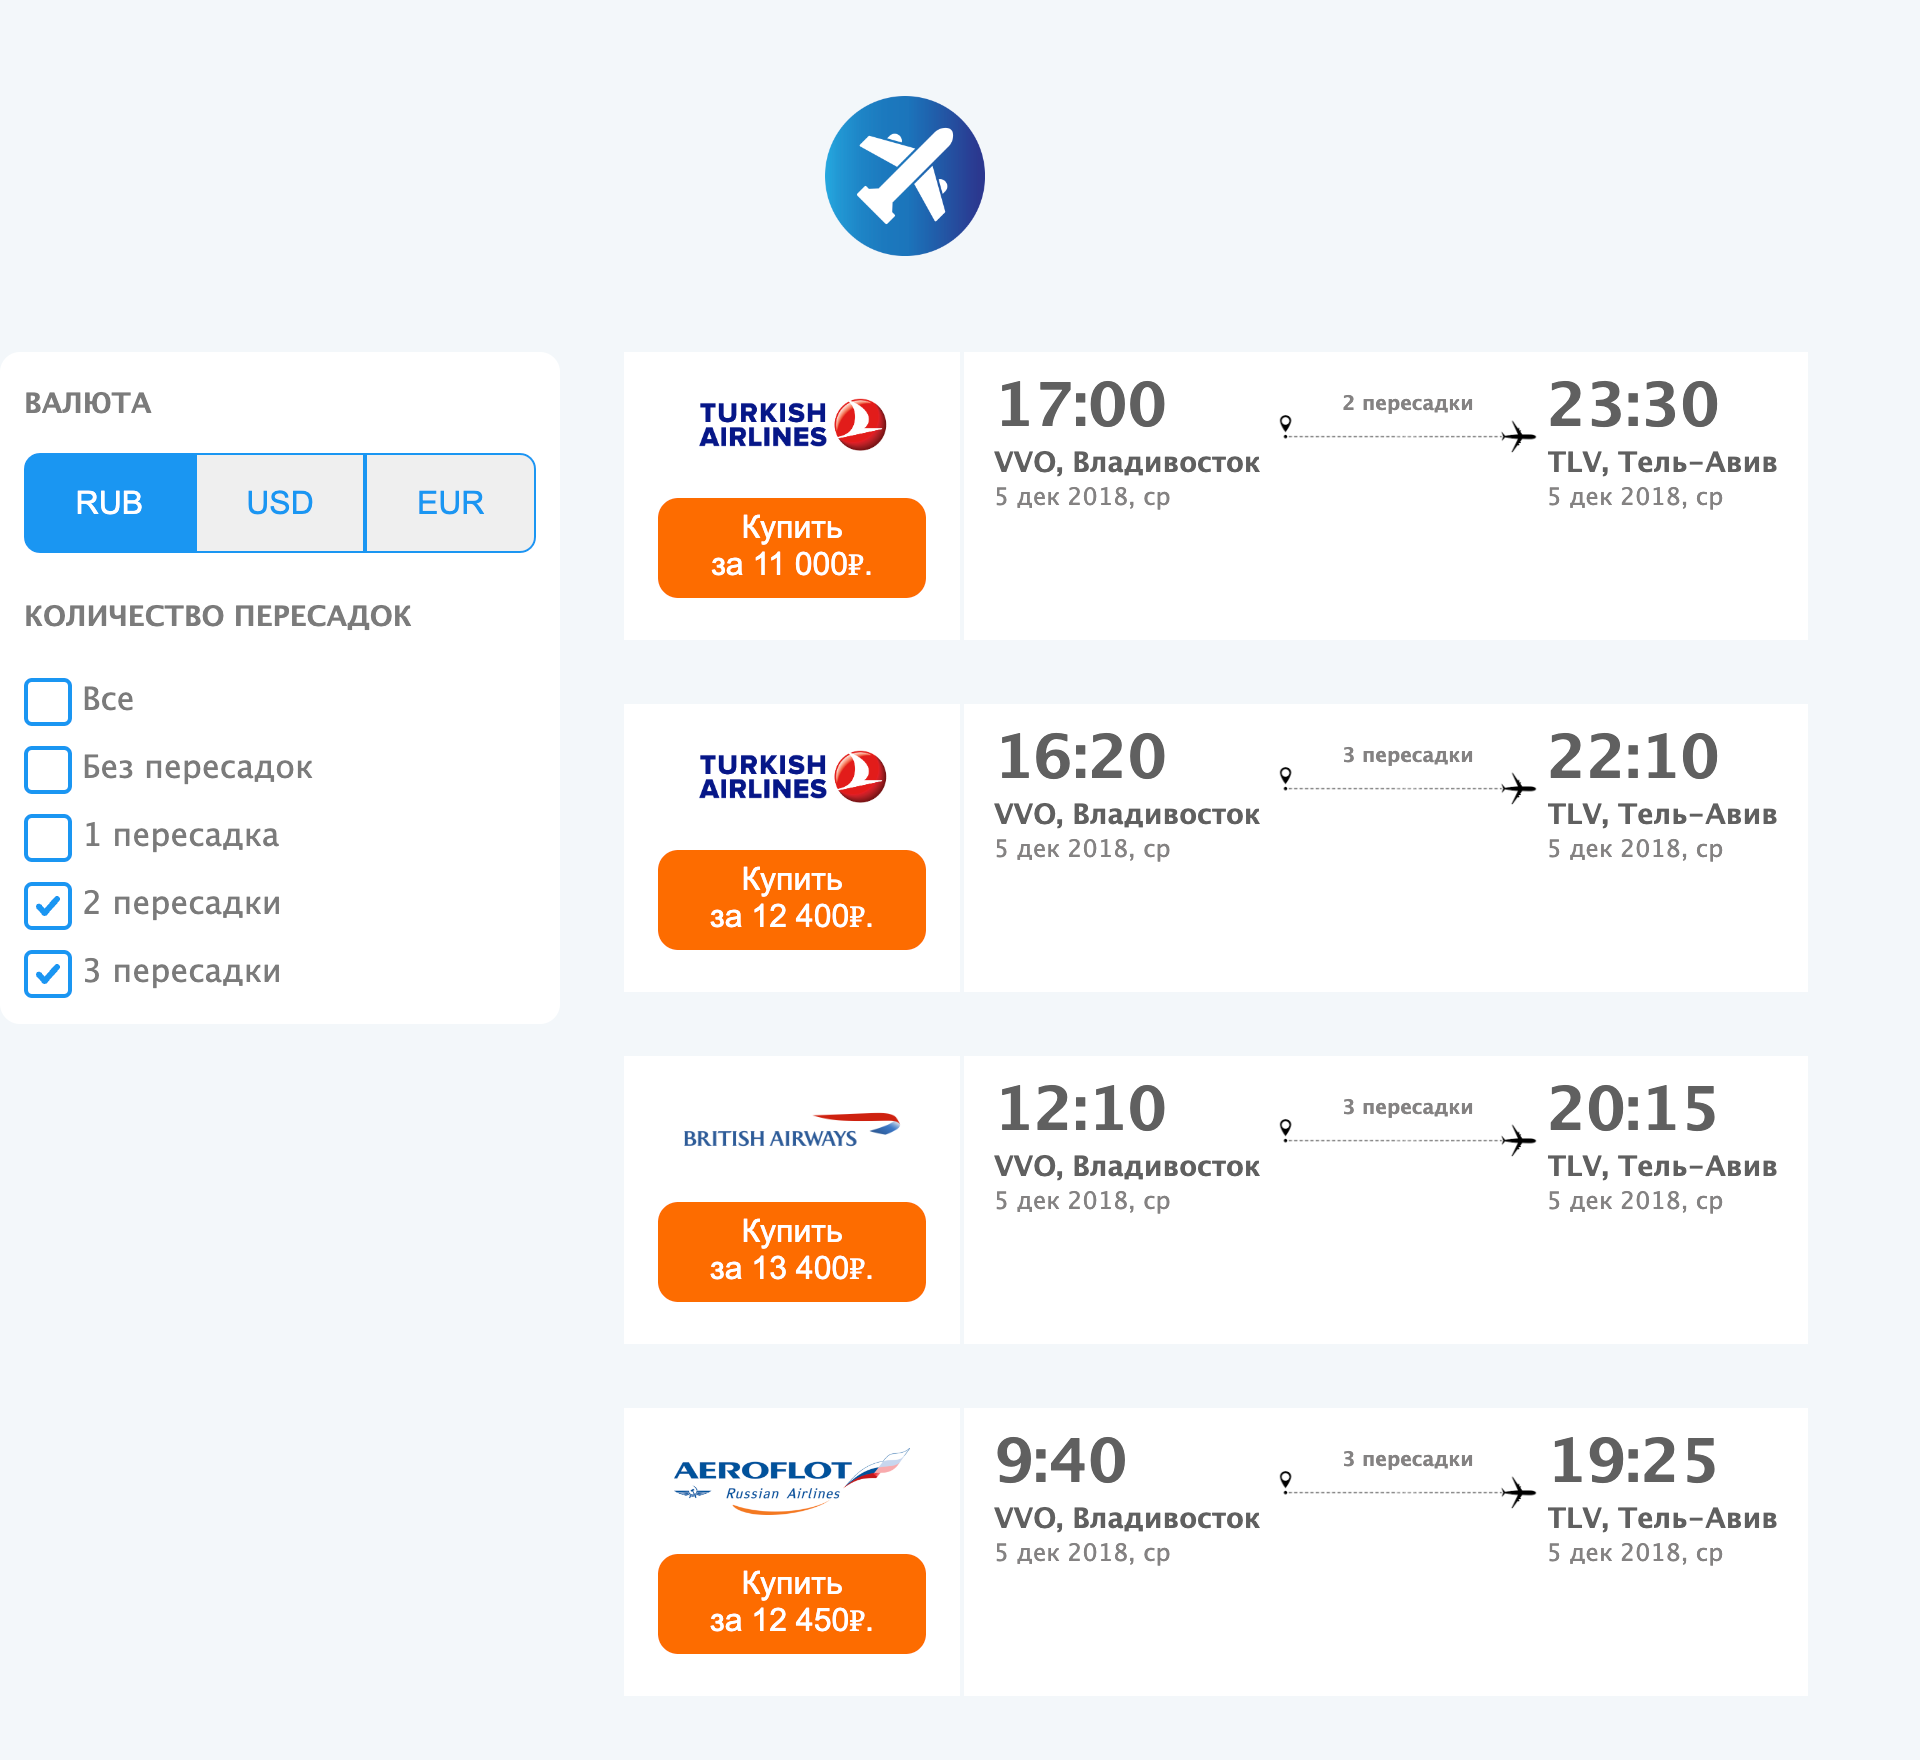 ВАЛЮТА
RUB
USD
EUR
КОЛИЧЕСТВО ПЕРЕСАДОК
Все
Без пересадок
1 пересадка
2 пересадки
3 пересадки
TURKISH
AIRLINES
Купить
за 11 000₽.
17:00
VVO, Владивосток
5 дек 2018, ср
2 пересадки
23:30
TLV, Тель-Авив
5 дек 2018, ср
TURKISH
AIRLINES
Купить
за 12 400₽.
16:20
VVO, Владивосток
5 дек 2018, ср
3 пересадки
22:10
TLV, Тель-Авив
5 дек 2018, ср
BRITISH AIRWAYS
Купить
за 13 400₽.
12:10
VVO, Владивосток
5 дек 2018, ср
3 пересадки
20:15
TLV, Тель-Авив
5 дек 2018, ср
AEROFLOT
Russian Airlines
Купить
за 12 450₽.
9:40
VVO, Владивосток
5 дек 2018, ср
3 пересадки
19:25
TLV, Тель-Авив
5 дек 2018, ср